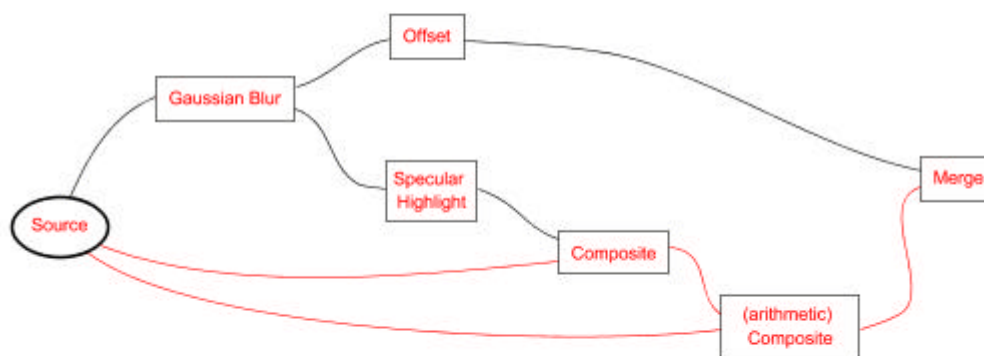 Offset
Gaussian Blur
Specular
Highlight
Merge
Source
Composite
(arithmetic)
Composite